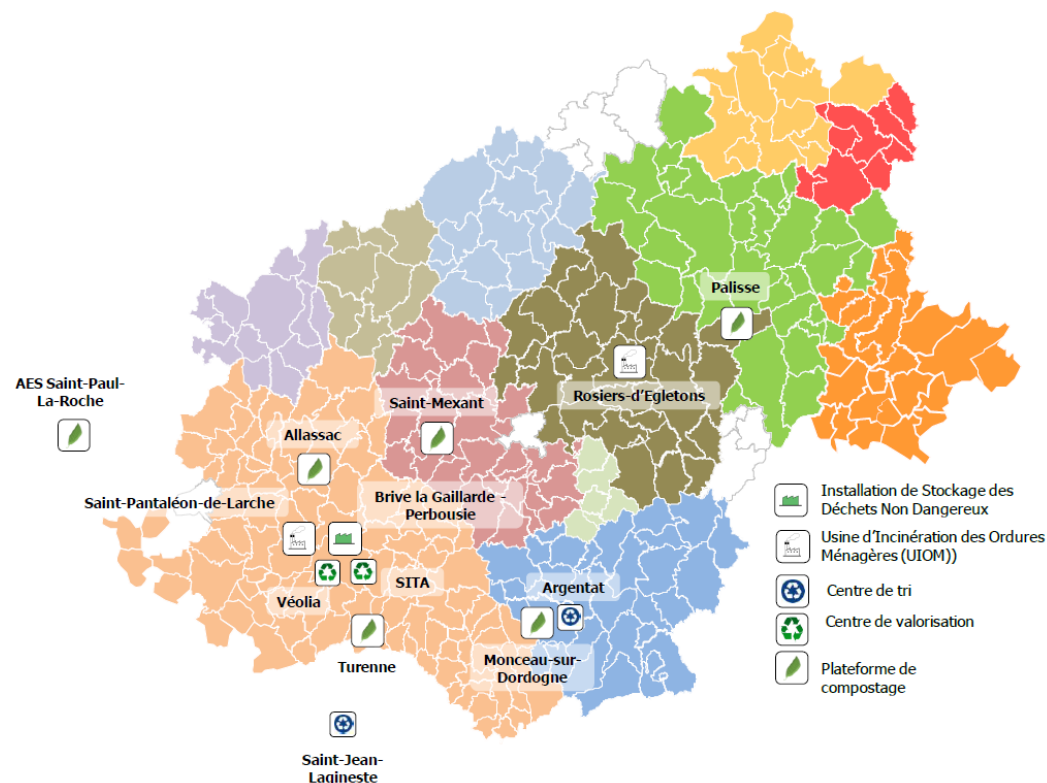 Palisse
AES Saint-Paul-
La-Roche
Saint-Mexant
Rosiers-d'Egletons
Allassac
Saint-Pantaléon-de-Larche
Brive la Gaillarde -
Perbousie
SITA
Véolia
Argentat
Turenne
Monceau-sur-
Dordogne
Saint-Jean-
Lagineste
Installation de Stockage des
Déchets Non Dangereux
Usine d'Incinération des Ordures
Ménagères (UIOM))
Centre de tri
Centre de valorisation
Plateforme de
compostage